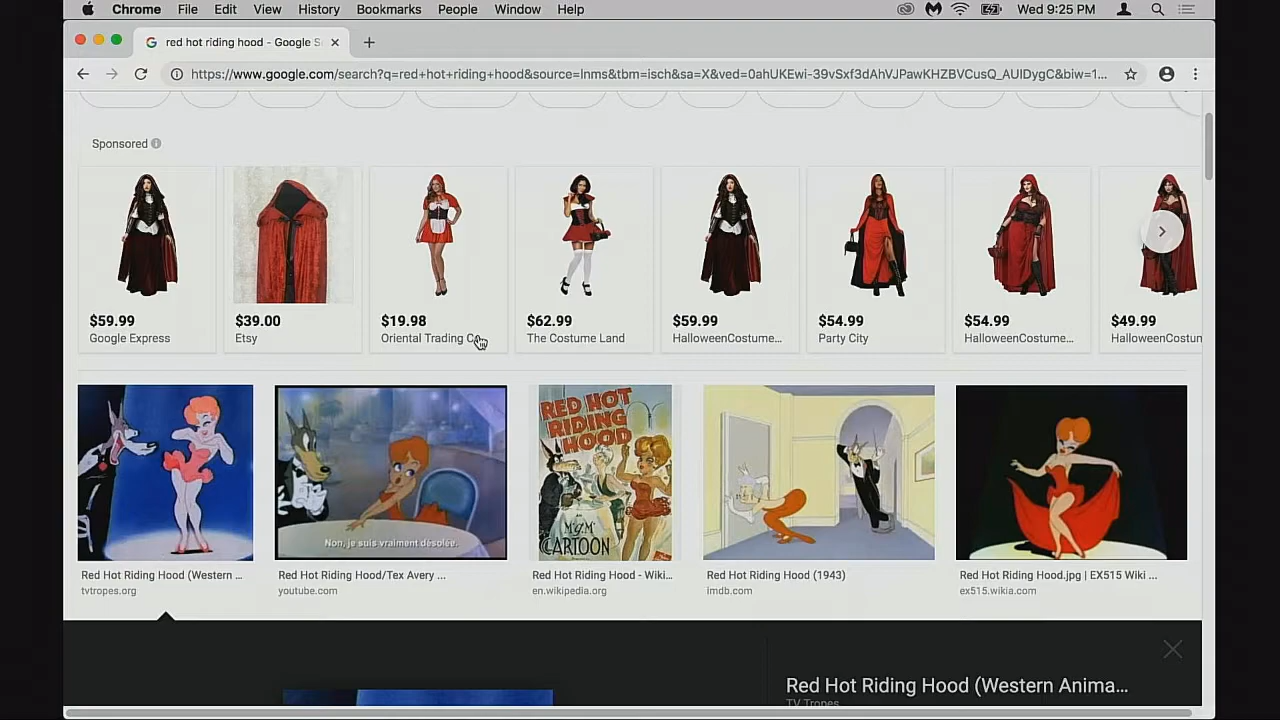 Chrome File Edit View History Bookmarks People Window Help Wed 9:25 PM
red hot riding hood - Google S
https://www.google.com/search?q=red+hot+riding+hood&source=lnms&tbm=isch&sa=X&ved=0ahUKEwi-39vSxf3dAhVJPawKHZBVCusQ_AUIDygC&biw=1...
Sponsored
$59.99 $39.00 $19.98 $62.99 $59.99 $54.99 $54.99 $49.99
Google Express Etsy Oriental Trading C The Costume Land HalloweenCostume... Party City HalloweenCostume... HalloweenCostum
RED HOT
RIDING
HOOD
M-G-M
CARTOON
Non, je suis vraiment désolée.
Red Hot Riding Hood (Western ... Red Hot Riding Hood/Tex Avery ... Red Hot Riding Hood - Wiki... Red Hot Riding Hood (1943) Red Hot Riding Hood.jpg | EX515 Wiki ...
tvtropes.org youtube.com en.wikipedia.org imdb.com ex515.wikia.com
Red Hot Riding Hood (Western Anima...
TV Tropes